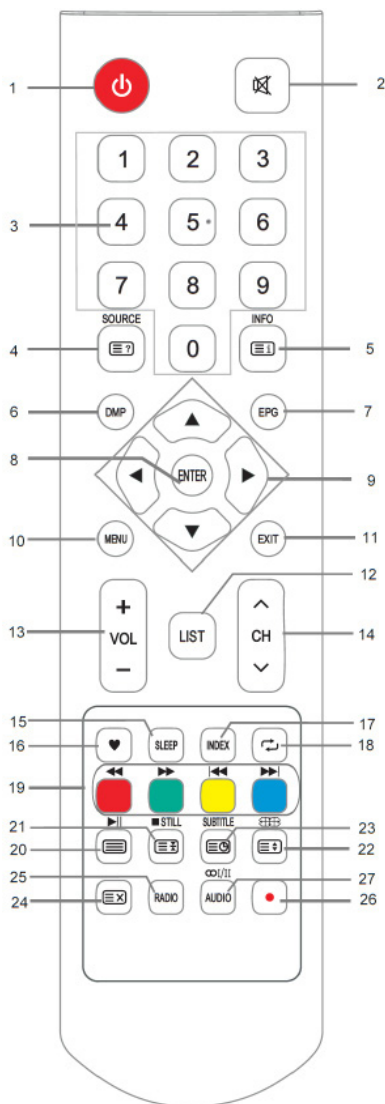 1 2
1 2 3
3 4 5 6
7 8 9
SOURCE INFO
4 ? 0 i 5
6 DMP EPG 7
8 ENTER 9
10 MENU EXIT 11
12
+
13 VOL LIST CH 14
−
15 17
16 SLEEP INDEX 18
19
21 STILL SUBTITLE 23
20 22
25 I/II 27
24 X RADIO AUDIO 26